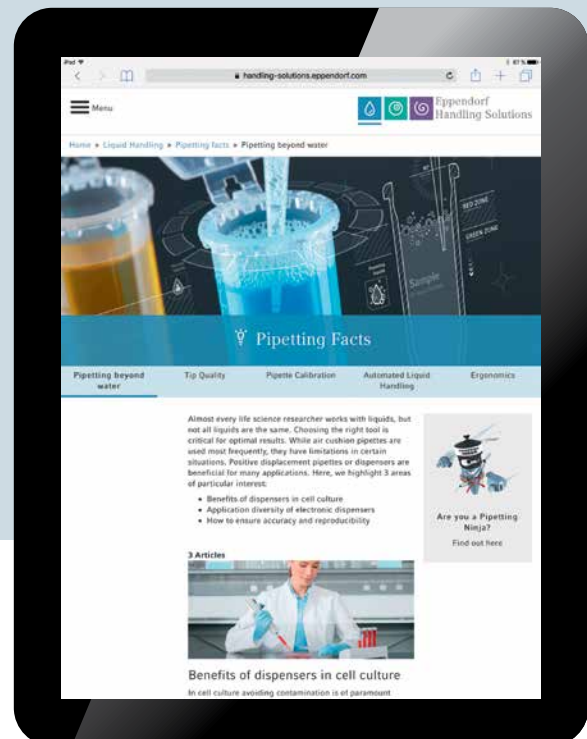 iPad
87 %
handling-solutions.eppendorf.com
Menu
Eppendorf
Handling Solutions
Home » Liquid Handling » Pipetting facts » Pipetting beyond water
RED ZONE
GREEN ZONE
Sample
Pipetting Facts
Pipetting beyond
water
Tip Quality
Pipette Calibration
Automated Liquid
Handling
Ergonomics
Almost every life science researcher works with liquids, but
not all liquids are the same. Choosing the right tool is
critical for optimal results. While air cushion pipettes are
used most frequently, they have limitations in certain
situations. Positive displacement pipettes or dispensers are
beneficial for many applications. Here, we highlight 3 areas
of particular interest:
• Benefits of dispensers in cell culture
• Application diversity of electronic dispensers
• How to ensure accuracy and reproducibility
Are you a Pipetting
Ninja?
Find out here
3 Articles
Benefits of dispensers in cell culture
In cell culture avoiding contamination is of paramount